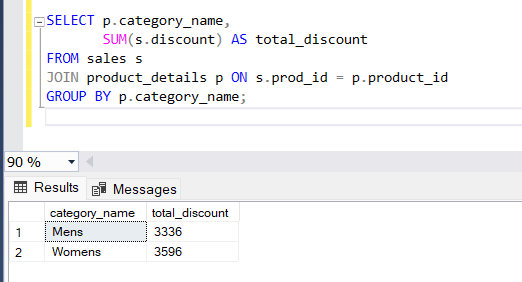 SELECT p.category_name,
SUM(s.discount) AS total_discount
FROM sales s
JOIN product_details p ON s.prod_id = p.product_id
GROUP BY p.category_name;
90 %
Results Messages
category_name total_discount
1 Mens 3336
2 Womens 3596